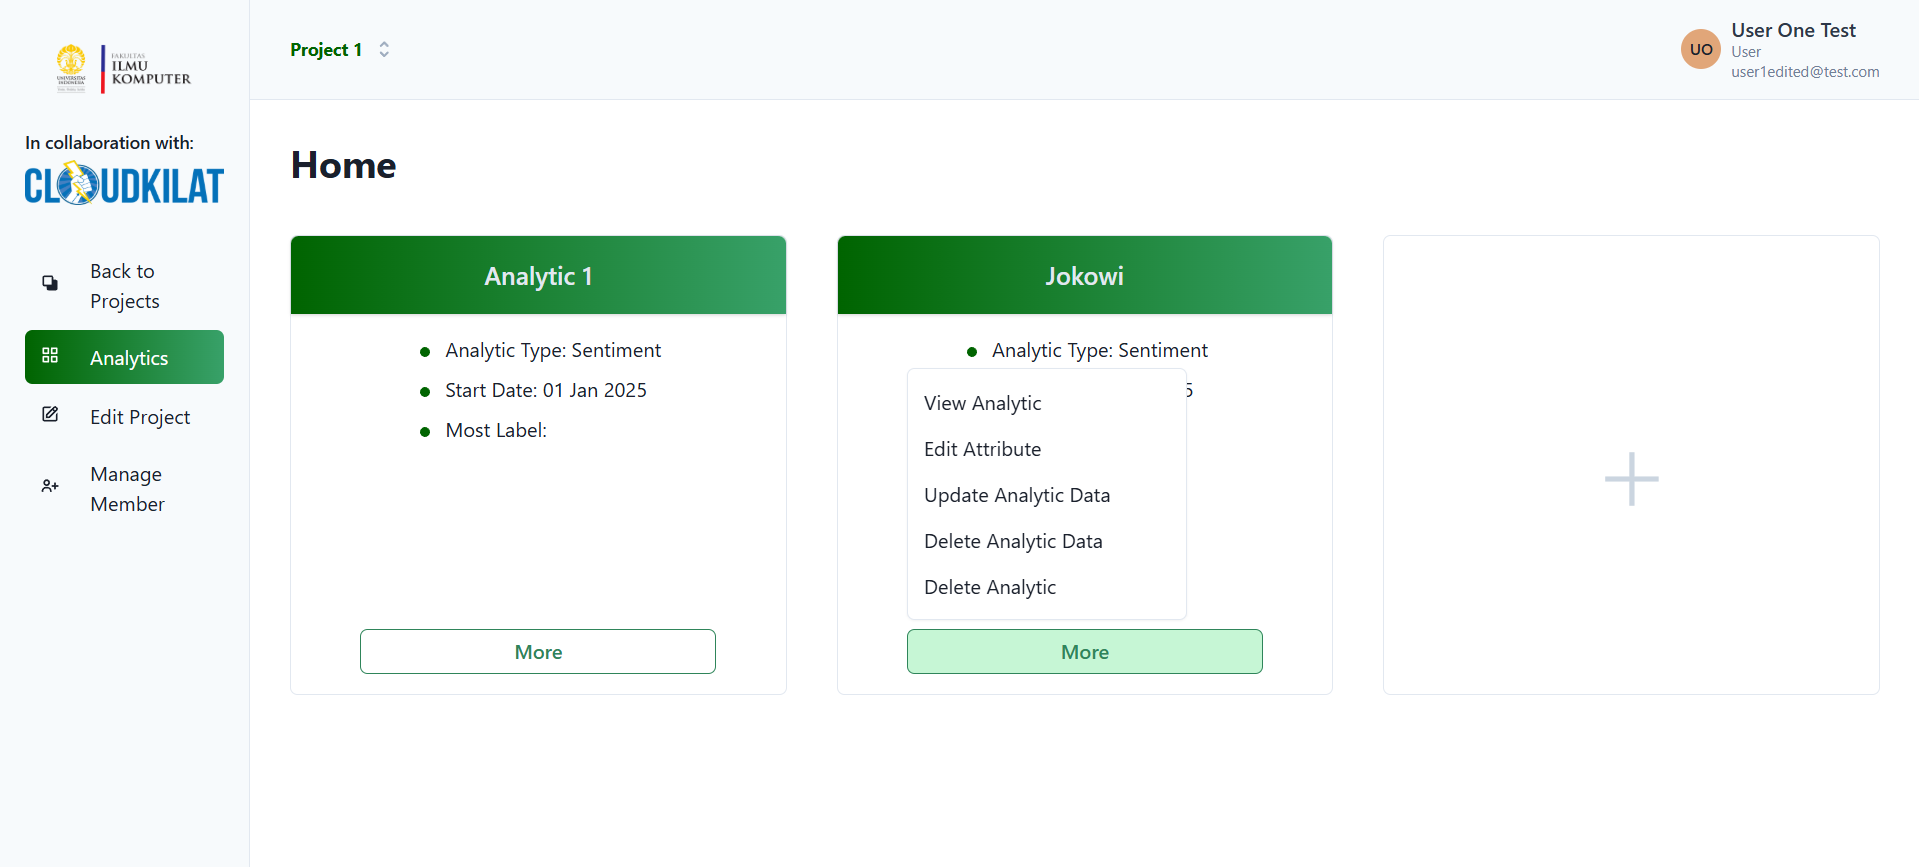 UNIVERSITAS
INDONESIA
FAKULTAS
ILMU
KOMPUTER
In collaboration with:
CLOUDKILAT
Back to
Projects
Analytics
Edit Project
Manage
Member
Project 1
UO
User One Test
User
user1edited@test.com
Home
Analytic 1
Analytic Type: Sentiment
Start Date: 01 Jan 2025
Most Label:
More
Jokowi
Analytic Type: Sentiment
5
View Analytic
Edit Attribute
Update Analytic Data
Delete Analytic Data
Delete Analytic
More